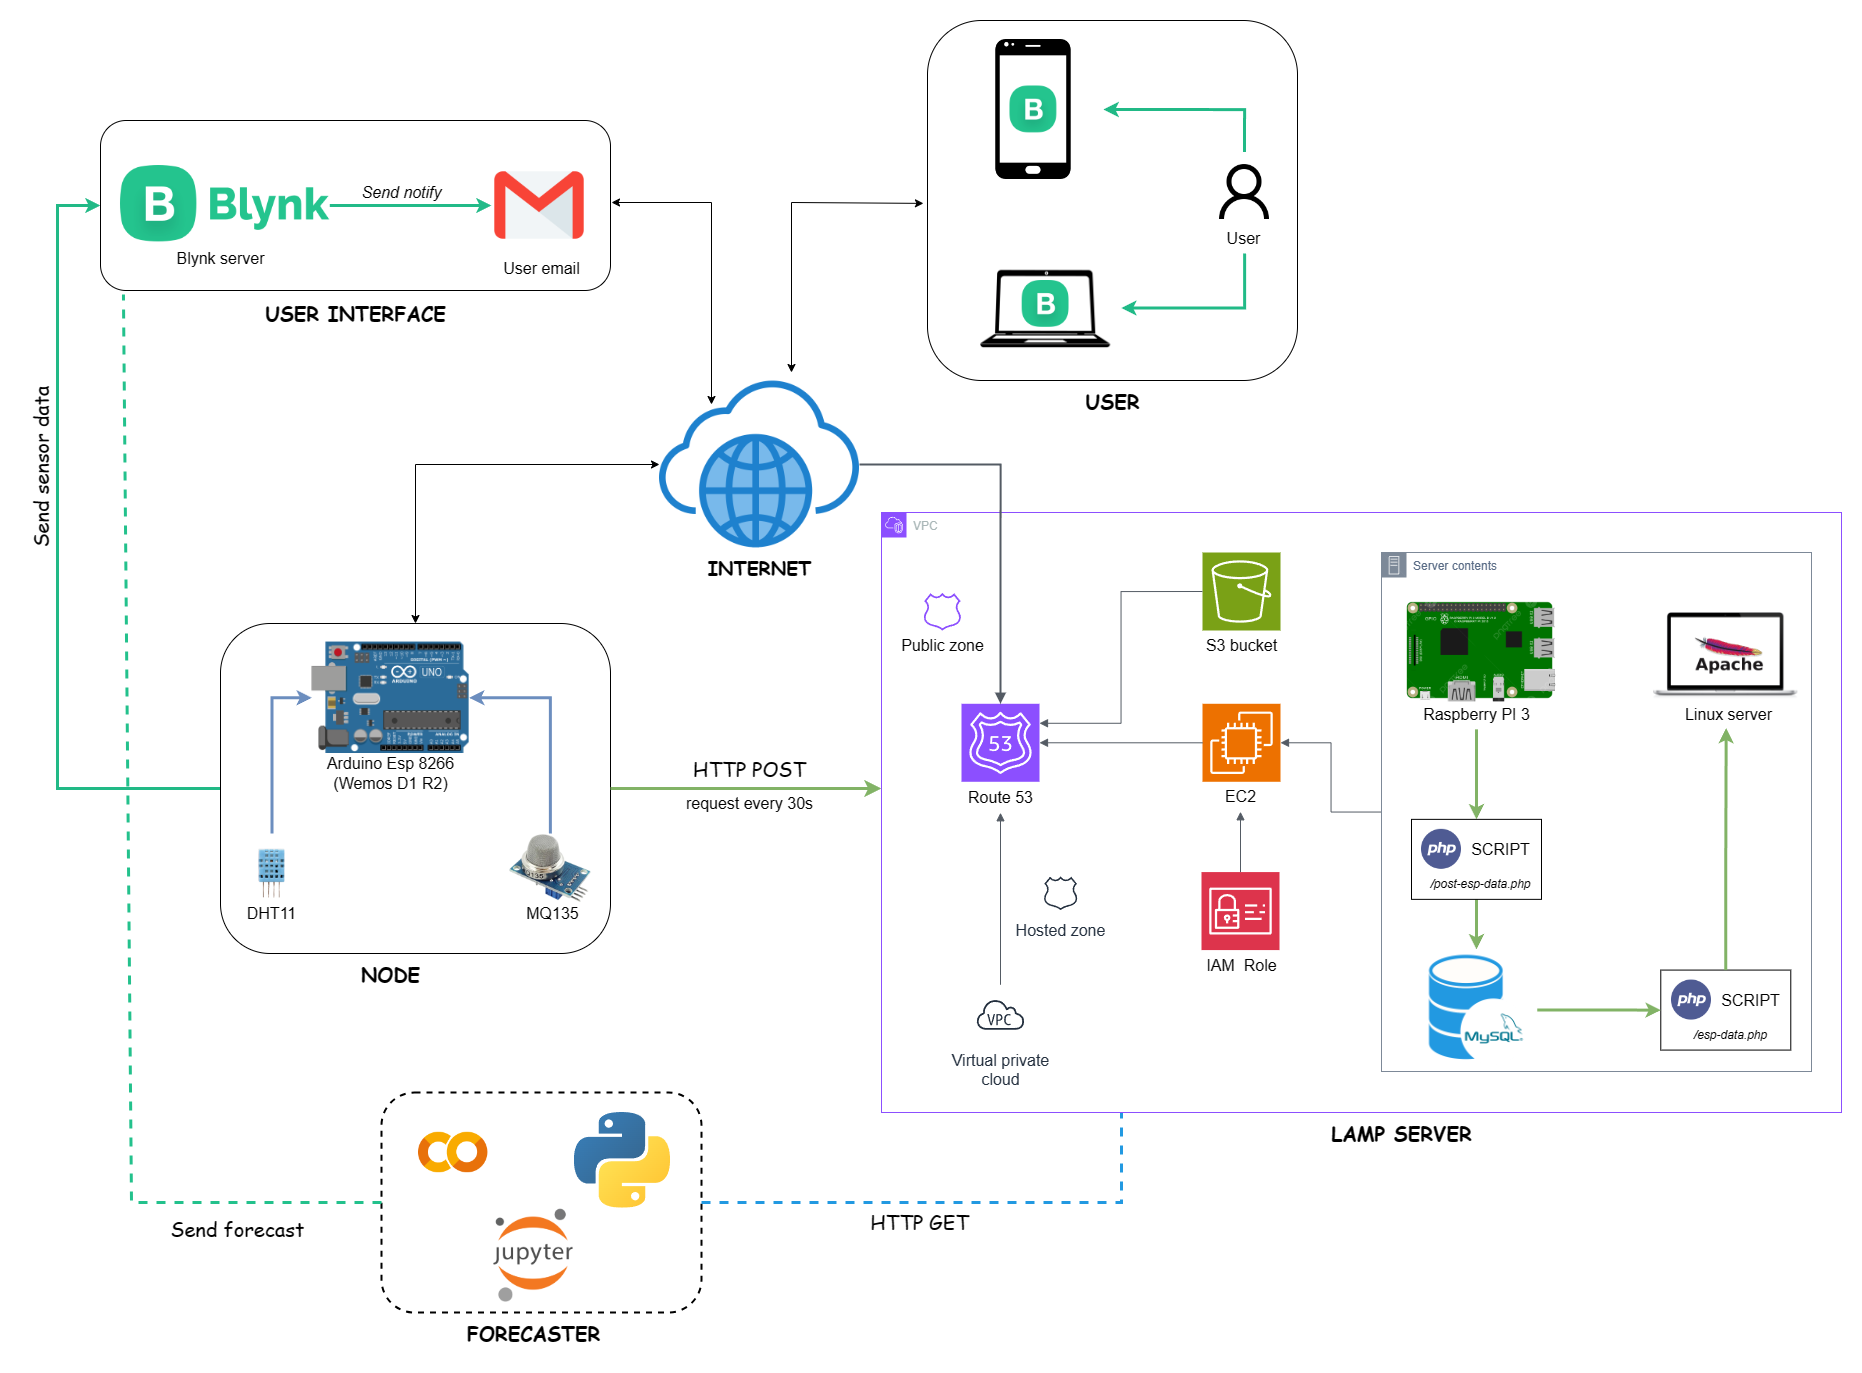 B
Blynk
Send notify
Blynk server
User email
USER INTERFACE
B
User
B
USER
Send sensor data
INTERNET
VPC
Public zone
S3 bucket
Server contents
Raspberry PI 3
Apache
Linux server
UNO
ARDUINO
Arduino Esp 8266
(Wemos D1 R2)
DHT11
MQ135
NODE
HTTP POST
request every 30s
53
Route 53
EC2
php
SCRIPT
/post-esp-data.php
Hosted zone
IAM Role
VPC
Virtual private
cloud
MySQL
php
SCRIPT
/esp-data.php
LAMP SERVER
Send forecast
jupyter
HTTP GET
FORECASTER